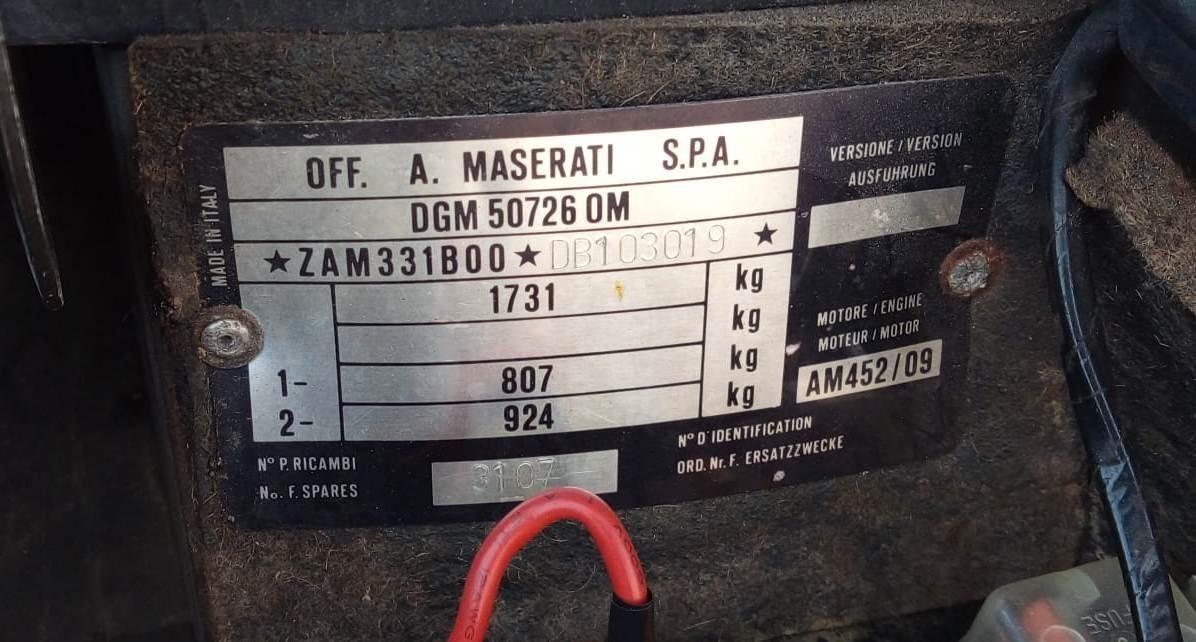 OFF. A. MASERATI S.P.A.
DGM 50726 OM
★ZAM331B00★DB103019 ★
1731 kg
kg
1- 807 kg
2- 924 kg
MADE IN ITALY
VERSIONE / VERSION
AUSFUHRUNG
MOTORE / ENGINE
MOTEUR / MOTOR
AM452/09
N° P. RICAMBI
No. F. SPARES
3107 -
N° D'IDENTIFICATION
ORD. Nr. F. ERSATZZWECKE
FUSE